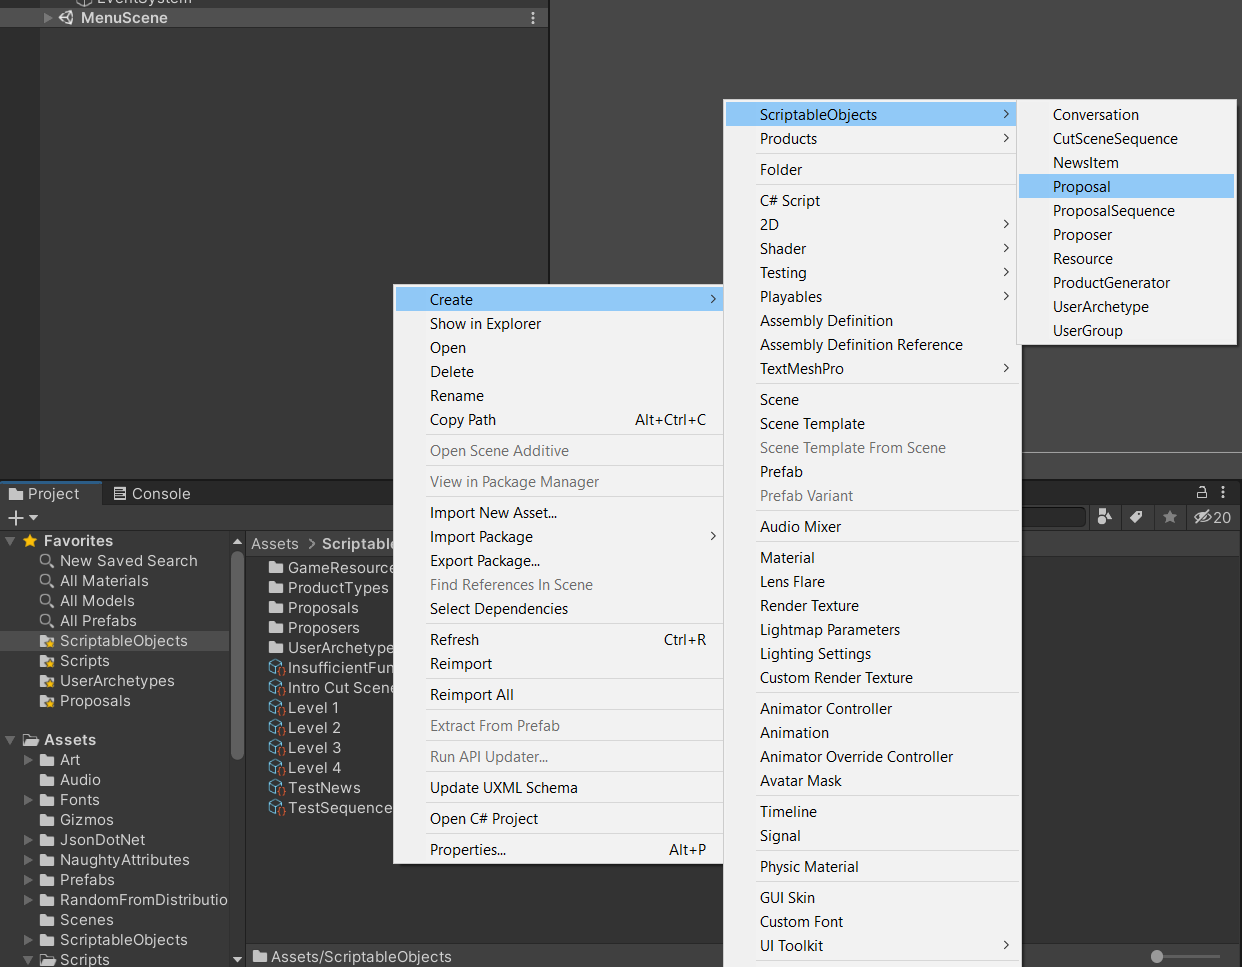 EventSystem
MenuScene
ScriptableObjects
Products
Folder
C# Script
2D
Shader
Testing
Playables
Assembly Definition
Assembly Definition Reference
TextMeshPro
Scene
Scene Template
Scene Template From Scene
Prefab
Prefab Variant
Audio Mixer
Material
Lens Flare
Render Texture
Lightmap Parameters
Lighting Settings
Custom Render Texture
Animator Controller
Animation
Animator Override Controller
Avatar Mask
Timeline
Signal
Physic Material
GUI Skin
Custom Font
UI Toolkit
Conversation
CutSceneSequence
NewsItem
Proposal
ProposalSequence
Proposer
Resource
ProductGenerator
UserArchetype
UserGroup
Create
Show in Explorer
Open
Delete
Rename
Copy Path Alt+Ctrl+C
Open Scene Additive
View in Package Manager
Import New Asset...
Import Package
Export Package...
Find References In Scene
Select Dependencies
Refresh Ctrl+R
Reimport
Reimport All
Extract From Prefab
Run API Updater...
Update UXML Schema
Open C# Project
Properties... Alt+P
Project Console
20
Favorites
New Saved Search
All Materials
All Models
All Prefabs
ScriptableObjects
Scripts
UserArchetypes
Proposals
Assets
Art
Audio
Fonts
Gizmos
JsonDotNet
NaughtyAttributes
Prefabs
RandomFromDistributio
Scenes
ScriptableObjects
Scripts
Assets > Scriptable
GameResource
ProductTypes
Proposals
Proposers
UserArchetype
InsufficientFun
Intro Cut Scene
Level 1
Level 2
Level 3
Level 4
TestNews
TestSequence
Assets/ScriptableObjects